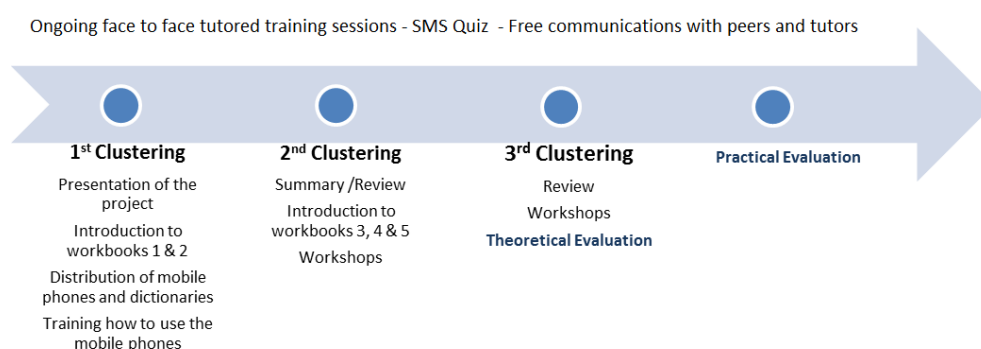 Ongoing face to face tutored training sessions - SMS Quiz - Free communications with peers and tutors
1st Clustering
Presentation of the
project
Introduction to
workbooks 1 & 2
Distribution of mobile
phones and dictionaries
Training how to use the
mobile phones
2nd Clustering
Summary /Review
Introduction to
workbooks 3, 4 & 5
Workshops
3rd Clustering
Review
Workshops
Theoretical Evaluation
Practical Evaluation